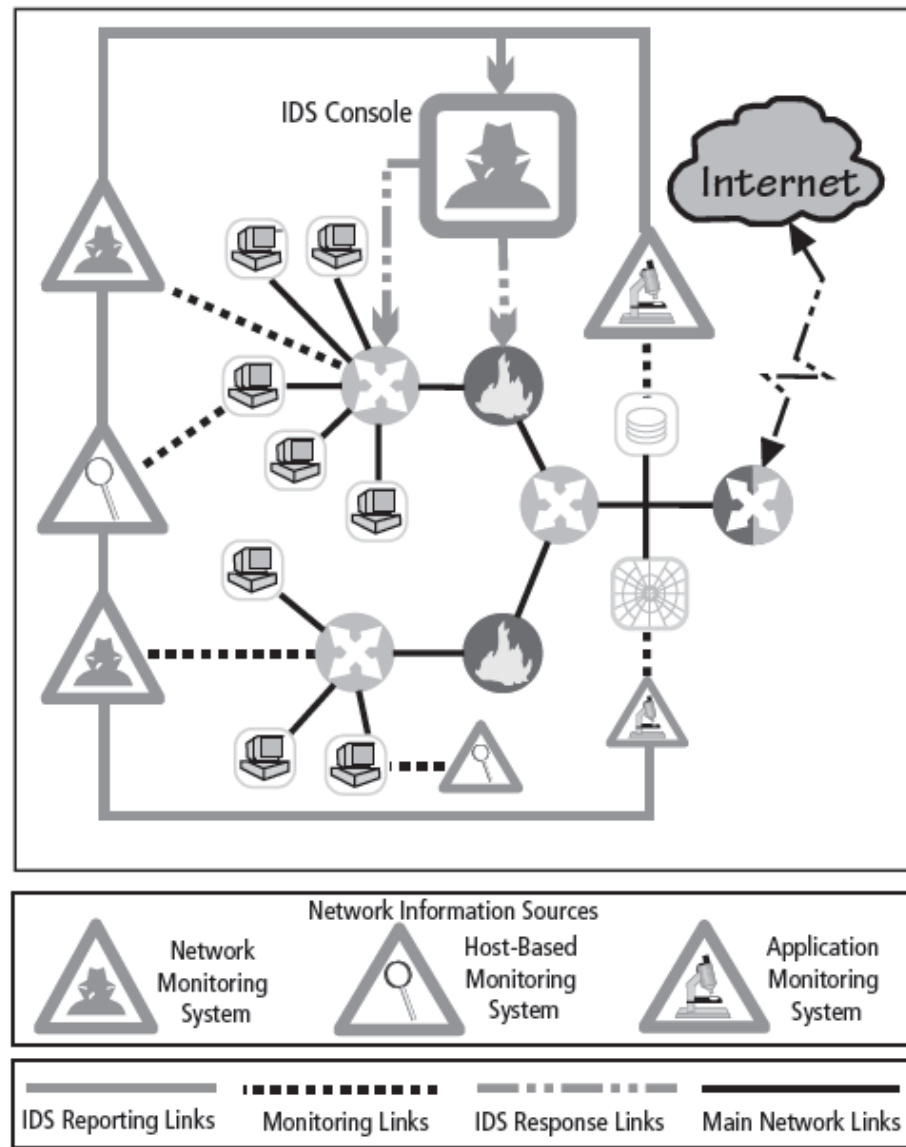 IDS Console
Internet
Network Information Sources
Network
Monitoring
System
Host-Based
Monitoring
System
Application
Monitoring
System
IDS Reporting Links
Monitoring Links
IDS Response Links
Main Network Links